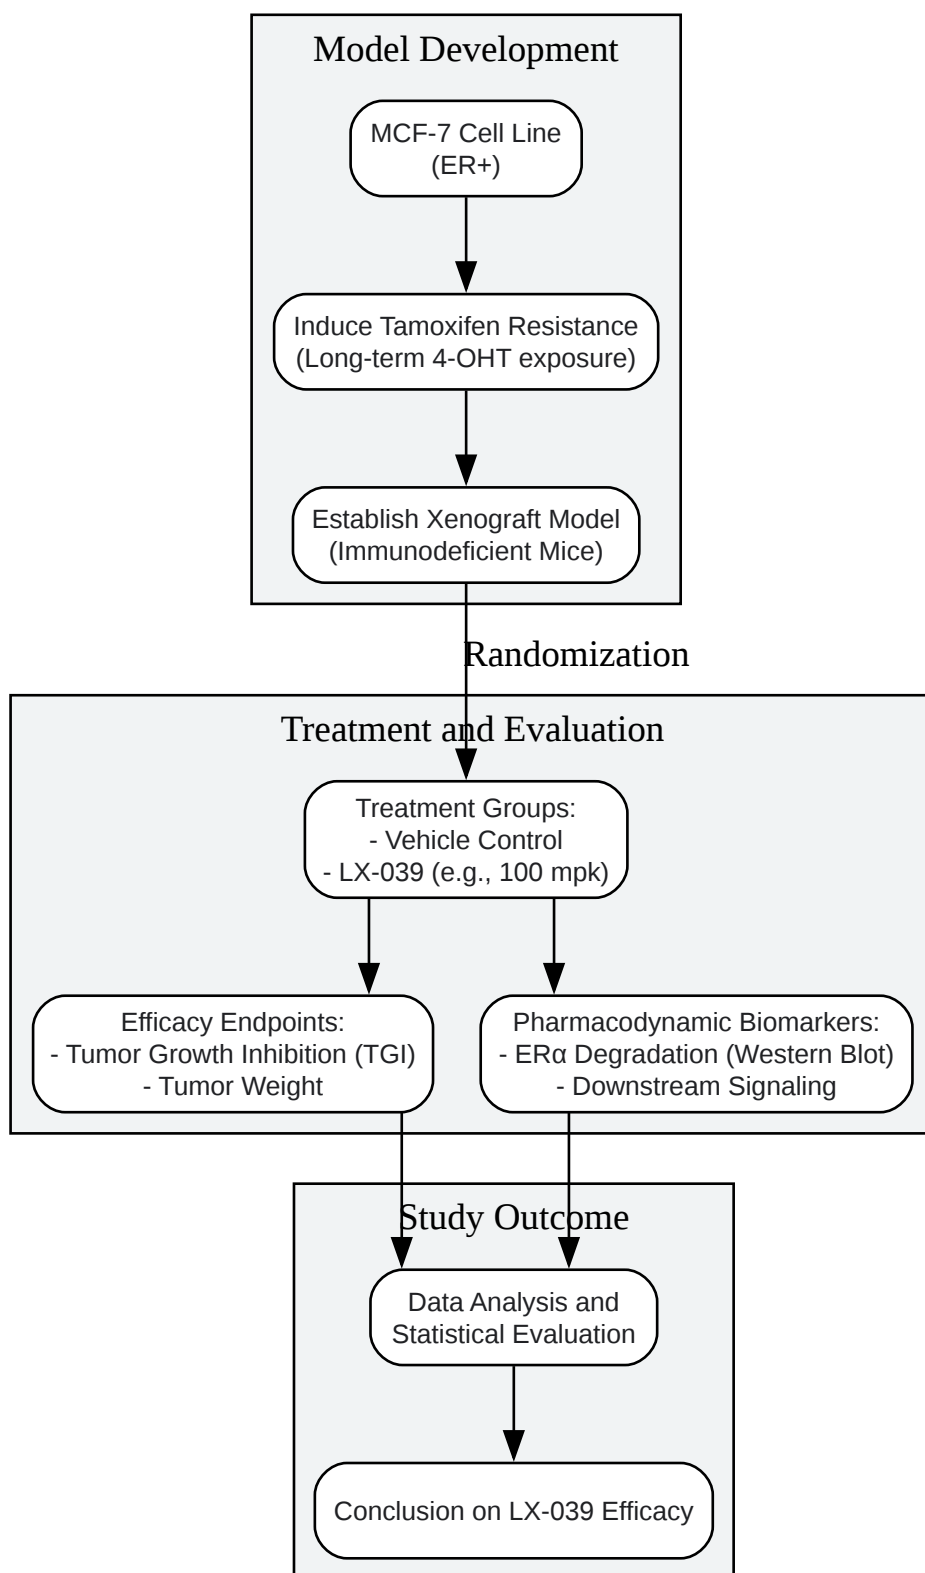 Model Development
MCF-7 Cell Line
(ER+)
Induce Tamoxifen Resistance
(Long-term 4-OHT exposure)
Establish Xenograft Model
(Immunodeficient Mice)
Randomization
Treatment and Evaluation
Treatment Groups:
- Vehicle Control
- LX-039 (e.g., 100 mpk)
Efficacy Endpoints:
- Tumor Growth Inhibition (TGI)
- Tumor Weight
Pharmacodynamic Biomarkers:
- ERα Degradation (Western Blot)
- Downstream Signaling
Study Outcome
Data Analysis and
Statistical Evaluation
Conclusion on LX-039 Efficacy